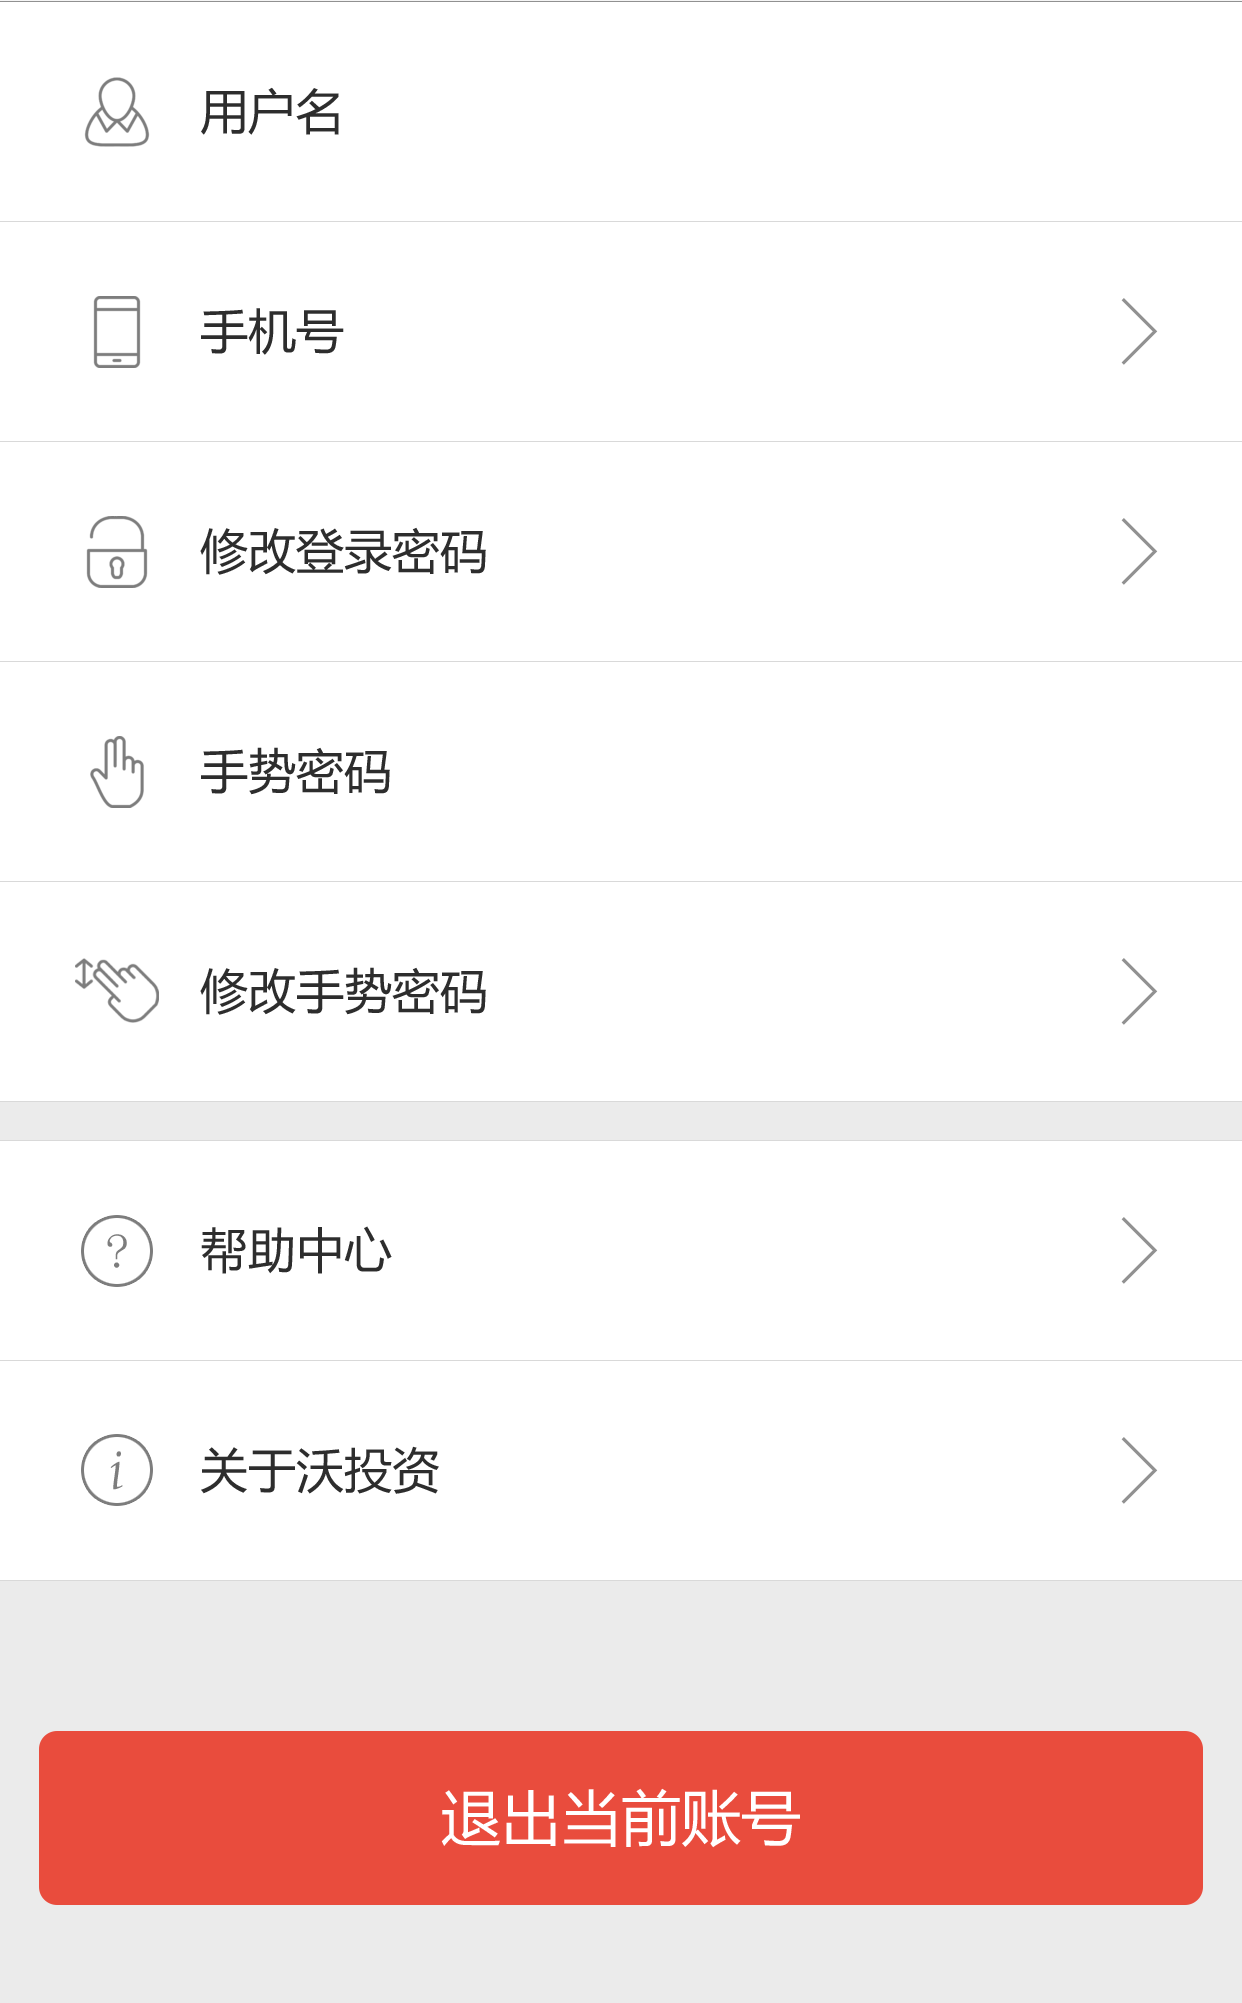 用户名
手机号
修改登录密码
手势密码
修改手势密码
帮助中心
关于沃投资
退出当前账号